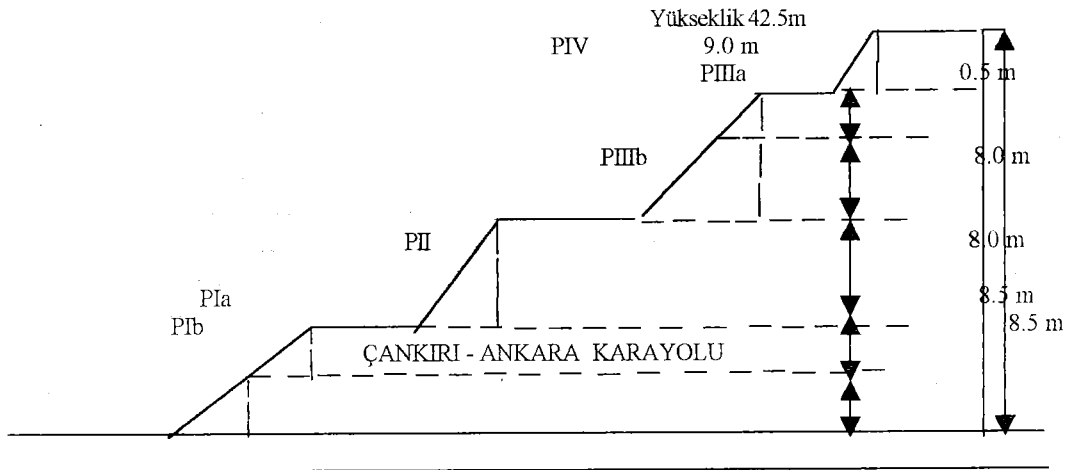 Yükseklik 42.5m
PIV
9.0 m
PIIIa
0.5 m
PIIIb
8.0 m
PII
8.0 m
PIa
8.5 m
PIb
8.5 m
ÇANKIRI - ANKARA KARAYOLU